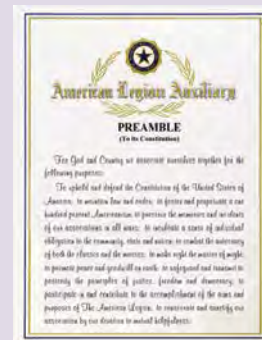 American Legion Auxiliary
PREAMBLE
(To its Constitution)
For God and Country we associate ourselves together for the
following purposes:
To uphold and defend the Constitution of the United States of
America; to maintain law and order; to foster and perpetuate a one
hundred percent Americanism; to preserve the memories and incidents
of our associations in all wars; to inculcate a sense of individual
obligation to the community, state and nation; to combat the autocracy
of both the classes and the masses; to make right the master of might;
to promote peace and goodwill on earth; to safeguard and transmit to
posterity the principles of justice, freedom and democracy; to
participate in and contribute to the accomplishment of the aims and
purposes of The American Legion; to consecrate and sanctify our
association by our devotion to mutual helpfulness.